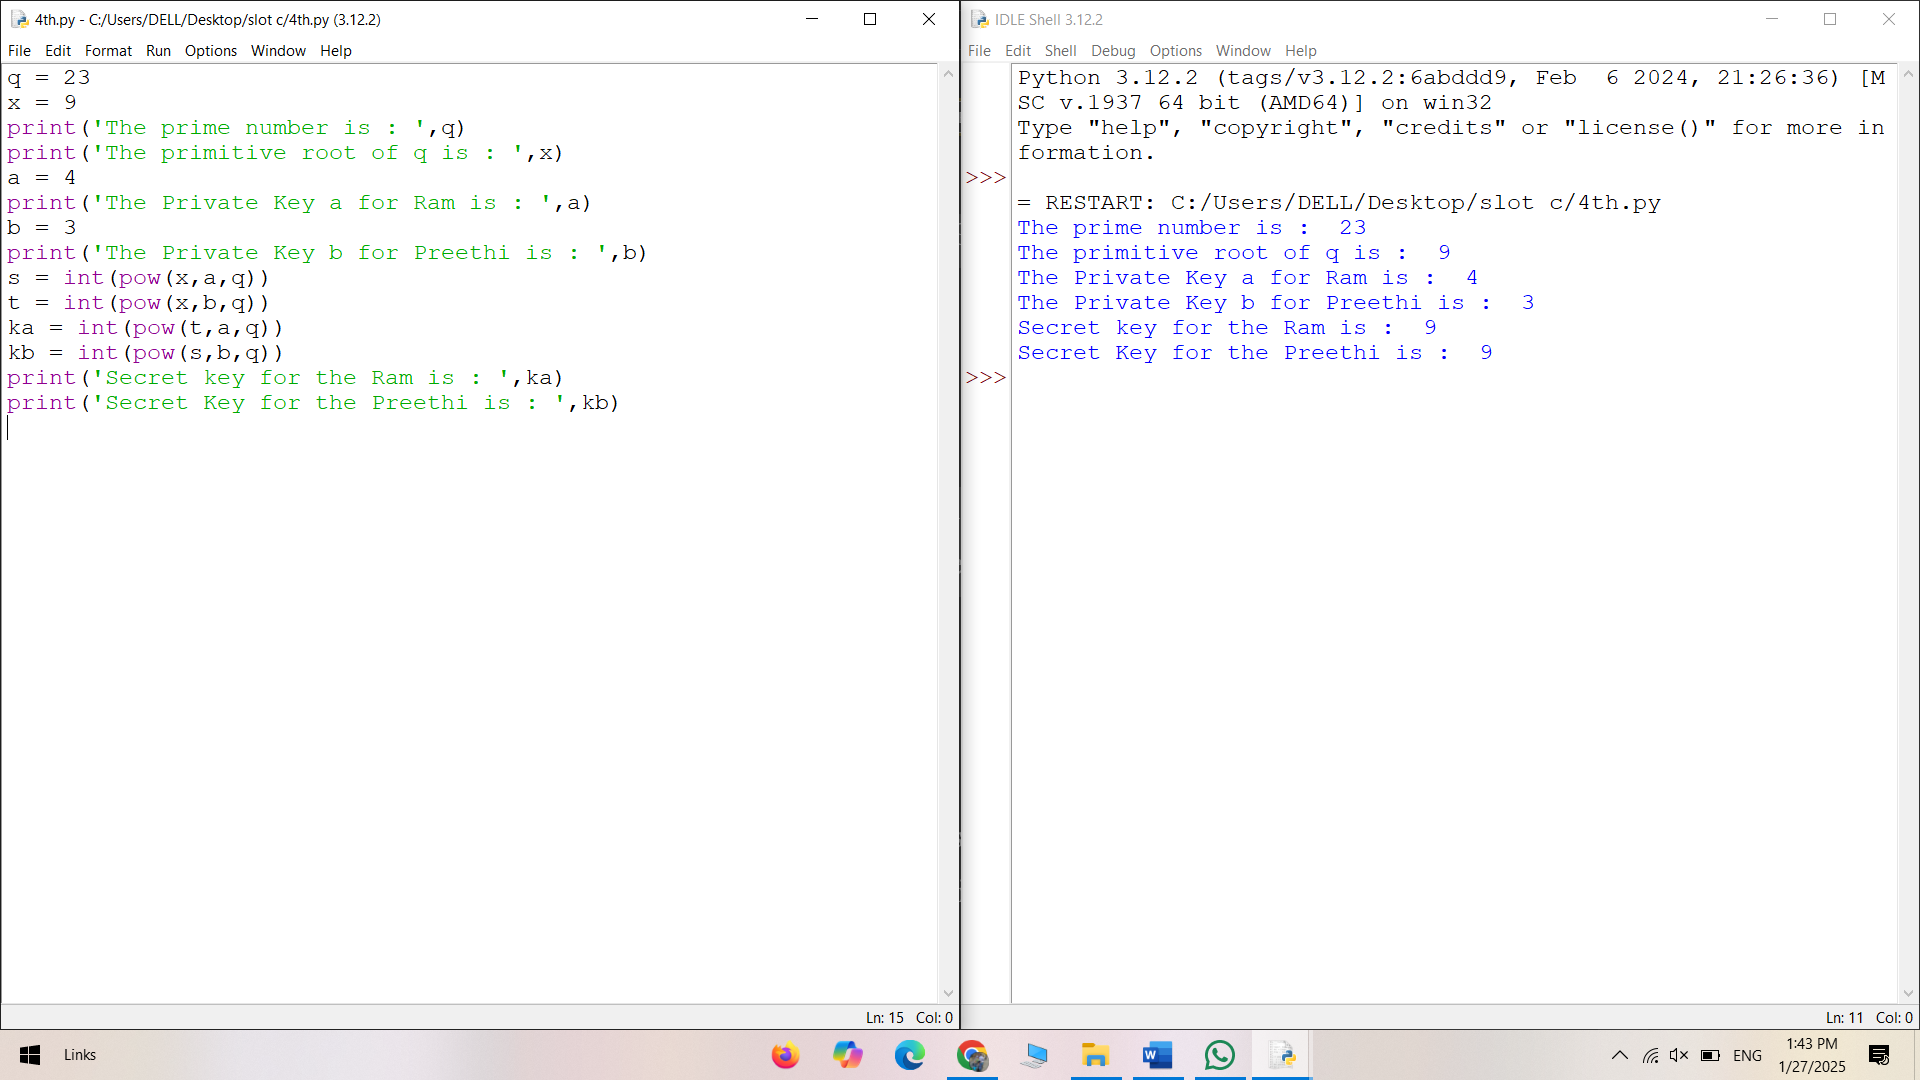 4th.py - C:/Users/DELL/Desktop/slot c/4th.py (3.12.2)
File Edit Format Run Options Window Help
q = 23
x = 9
print('The prime number is : ',q)
print('The primitive root of q is : ',x)
a = 4
print('The Private Key a for Ram is : ',a)
b = 3
print('The Private Key b for Preethi is : ',b)
s = int(pow(x,a,q))
t = int(pow(x,b,q))
ka = int(pow(t,a,q))
kb = int(pow(s,b,q))
print('Secret key for the Ram is : ',ka)
print('Secret Key for the Preethi is : ',kb)
Ln: 15 Col: 0
IDLE Shell 3.12.2
File Edit Shell Debug Options Window Help
Python 3.12.2 (tags/v3.12.2:6abddd9, Feb  6 2024, 21:26:36) [M
SC v.1937 64 bit (AMD64)] on win32
Type "help", "copyright", "credits" or "license()" for more in
formation.
>>>
= RESTART: C:/Users/DELL/Desktop/slot c/4th.py
The prime number is :  23
The primitive root of q is :  9
The Private Key a for Ram is :  4
The Private Key b for Preethi is :  3
Secret key for the Ram is :  9
Secret Key for the Preethi is :  9
>>>
Ln: 11 Col: 0
Links
ENG
1:43 PM
1/27/2025